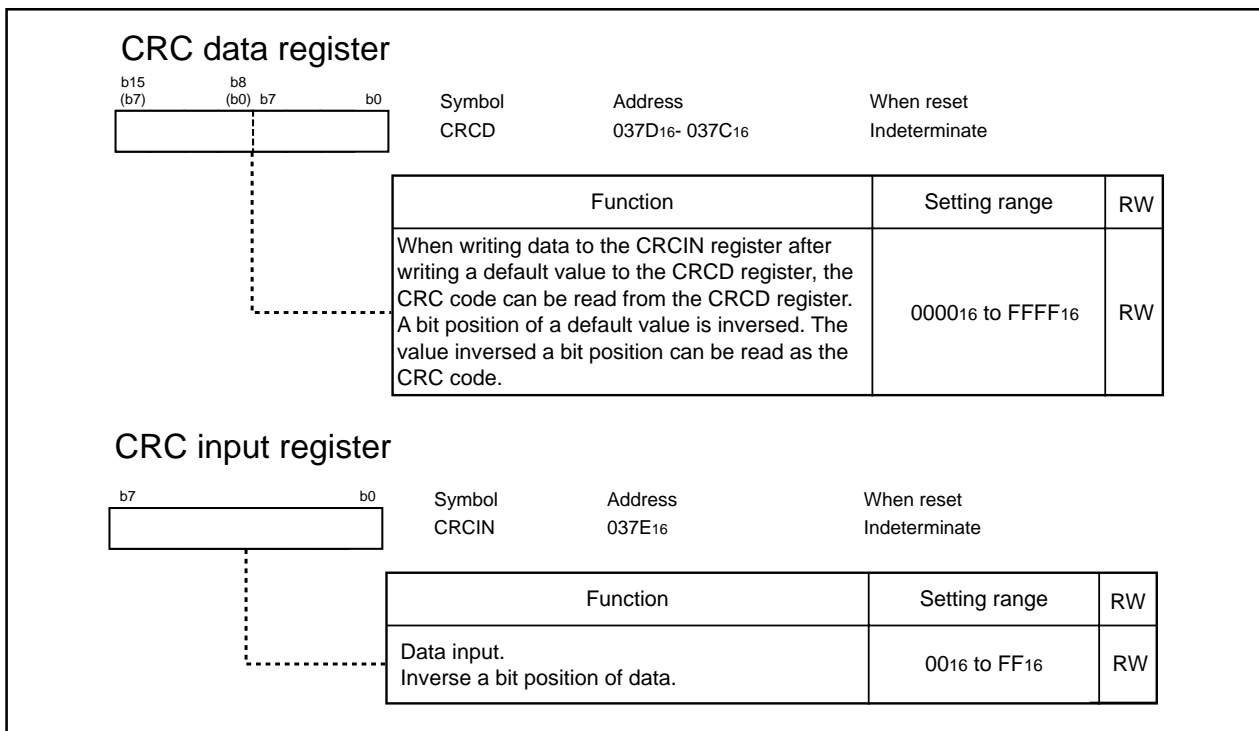 CRC data register
b15 b8
(b7) (b0) b7 b0 Symbol Address When reset
CRCD 037D16- 037C16 Indeterminate
Function Setting range RW
When writing data to the CRCIN register after
writing a default value to the CRCD register, the
CRC code can be read from the CRCD register.
A bit position of a default value is inversed. The
value inversed a bit position can be read as the
CRC code.
000016 to FFFF16 RW
CRC input register
b7 b0 Symbol Address When reset
CRCIN 037E16 Indeterminate
Function Setting range RW
Data input.
Inverse a bit position of data.
0016 to FF16 RW